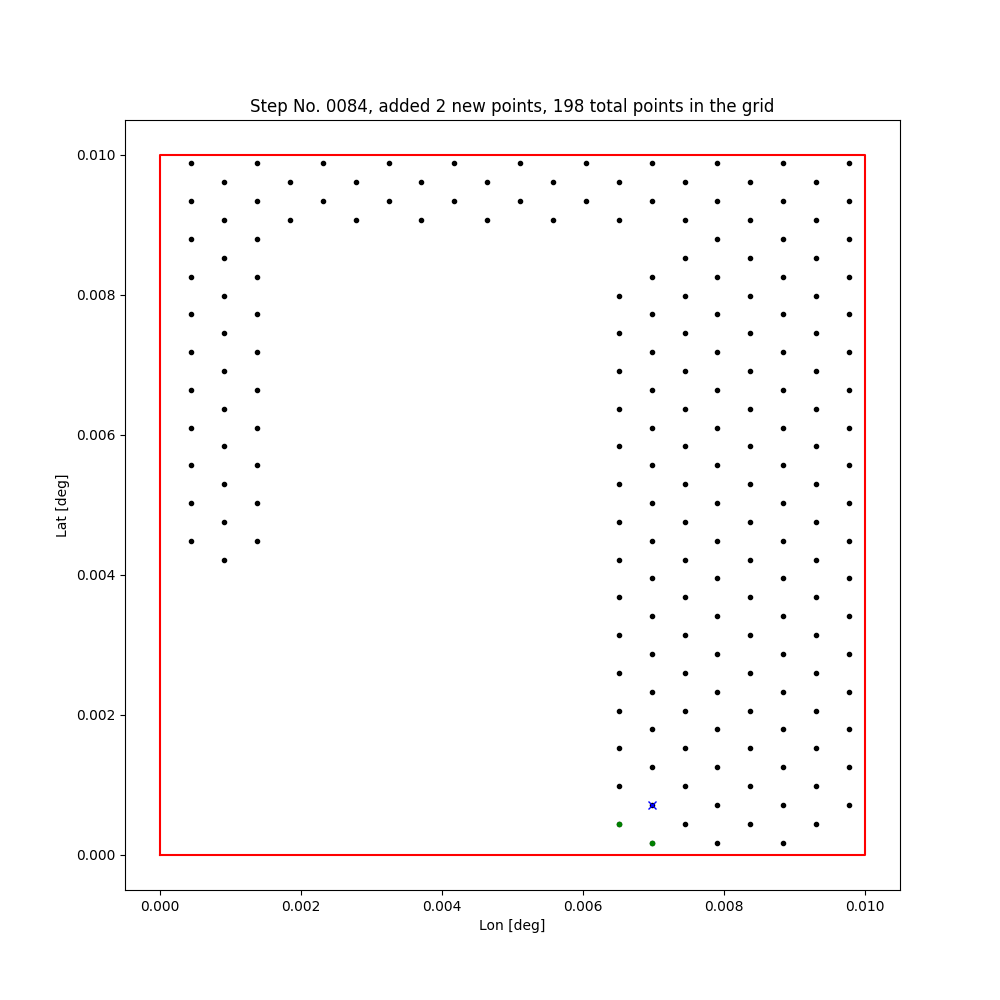 Step No. 0084, added 2 new points, 198 total points in the grid
0.010
0.008
0.006
0.004
0.002
0.000
Lat [deg]
0.000 0.002 0.004 0.006 0.008 0.010
Lon [deg]